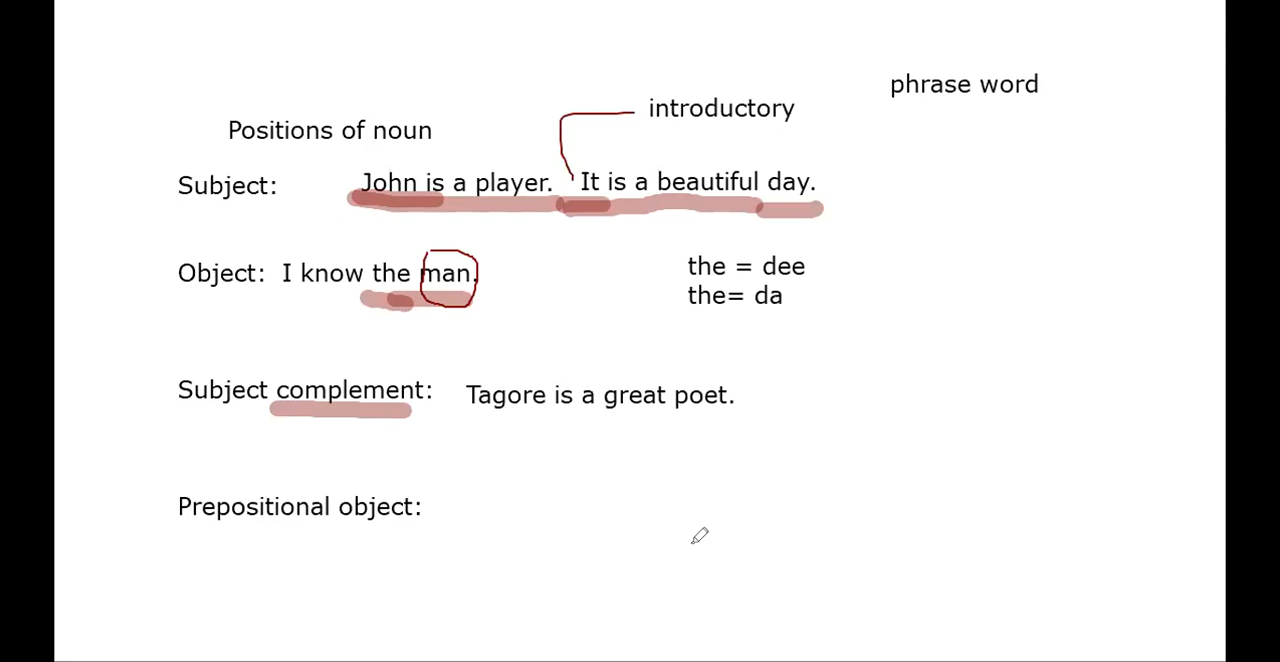 phrase word
introductory
Positions of noun
Subject: John is a player. It is a beautiful day.
Object: I know the man.
the = dee
the= da
Subject complement: Tagore is a great poet.
Prepositional object: